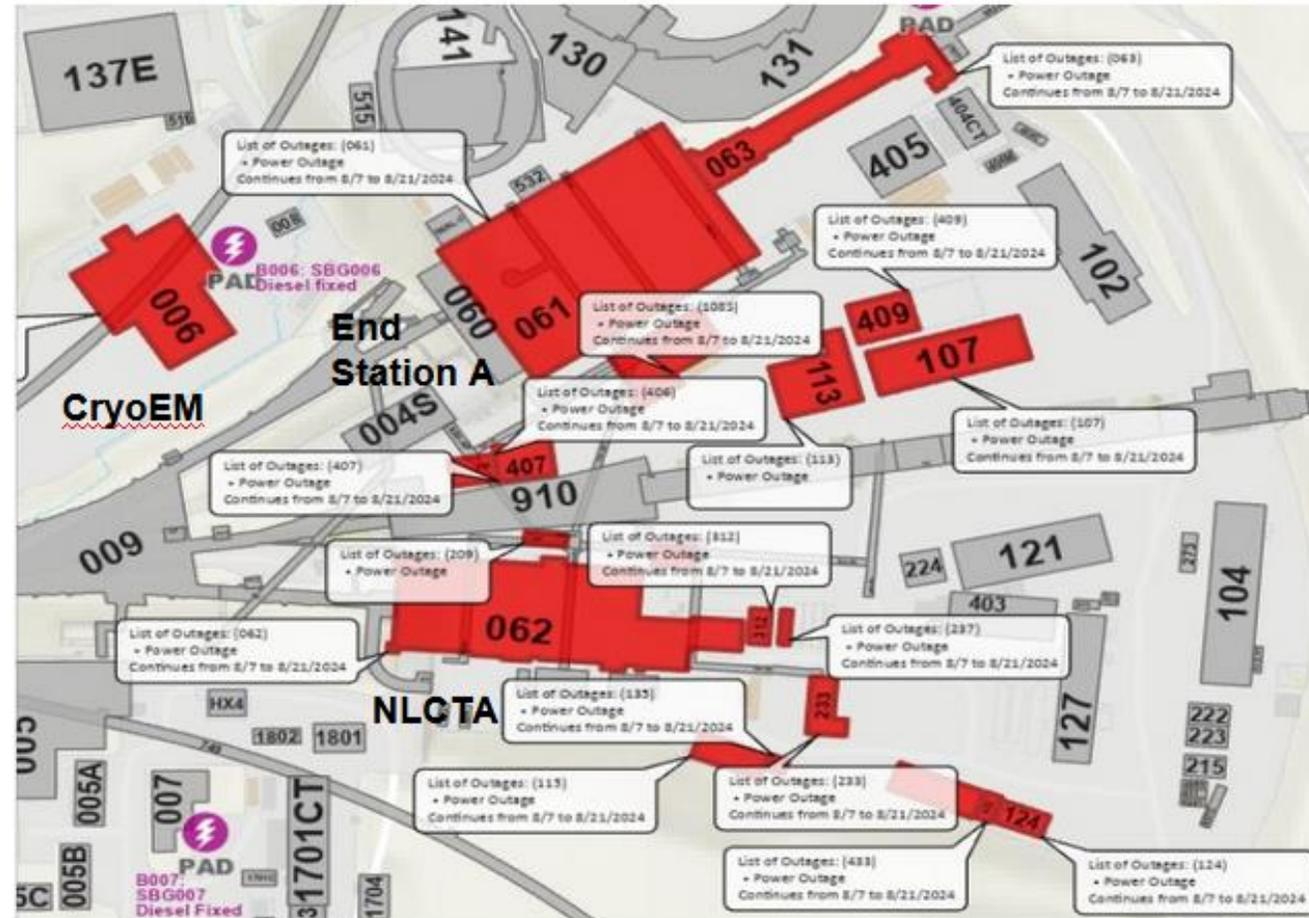 PAD
141
130
131
137E
516
515
List of Outages: (063)
• Power Outage
Continues from 8/7 to 8/21/2024
404CT
405
063
List of Outages: (061)
• Power Outage
Continues from 8/7 to 8/21/2024
532
008
PAD
B006: SBG006
Diesel fixed
List of Outages: (409)
• Power Outage
Continues from 8/7 to 8/21/2024
102
006
060
061
List of Outages: (108S)
• Power Outage
Continues from 8/7 to 8/21/2024
409
107
113
End
Station A
CryoEM
004S
List of Outages: (406)
• Power Outage
Continues from 8/7 to 8/21/2024
List of Outages: (107)
• Power Outage
Continues from 8/7 to 8/21/2024
List of Outages: (407)
• Power Outage
Continues from 8/7 to 8/21/2024
407
List of Outages: (113)
• Power Outage
910
009
List of Outages: (209)
• Power Outage
List of Outages: (312)
• Power Outage
Continues from 8/7 to 8/21/2024
224
121
273
104
403
062
312
List of Outages: (062)
• Power Outage
Continues from 8/7 to 8/21/2024
List of Outages: (237)
• Power Outage
Continues from 8/7 to 8/21/2024
HX4
NLCTA
List of Outages: (135)
• Power Outage
Continues from 8/7 to 8/21/2024
233
127
222
223
215
005
1802
1801
005A
007
List of Outages: (115)
• Power Outage
Continues from 8/7 to 8/21/2024
List of Outages: (233)
• Power Outage
Continues from 8/7 to 8/21/2024
124
1701CT
PAD
005B
B007:
SBG007
Diesel Fixed
5C
1704
List of Outages: (433)
• Power Outage
Continues from 8/7 to 8/21/2024
List of Outages: (124)
• Power Outage
Continues from 8/7 to 8/21/2024